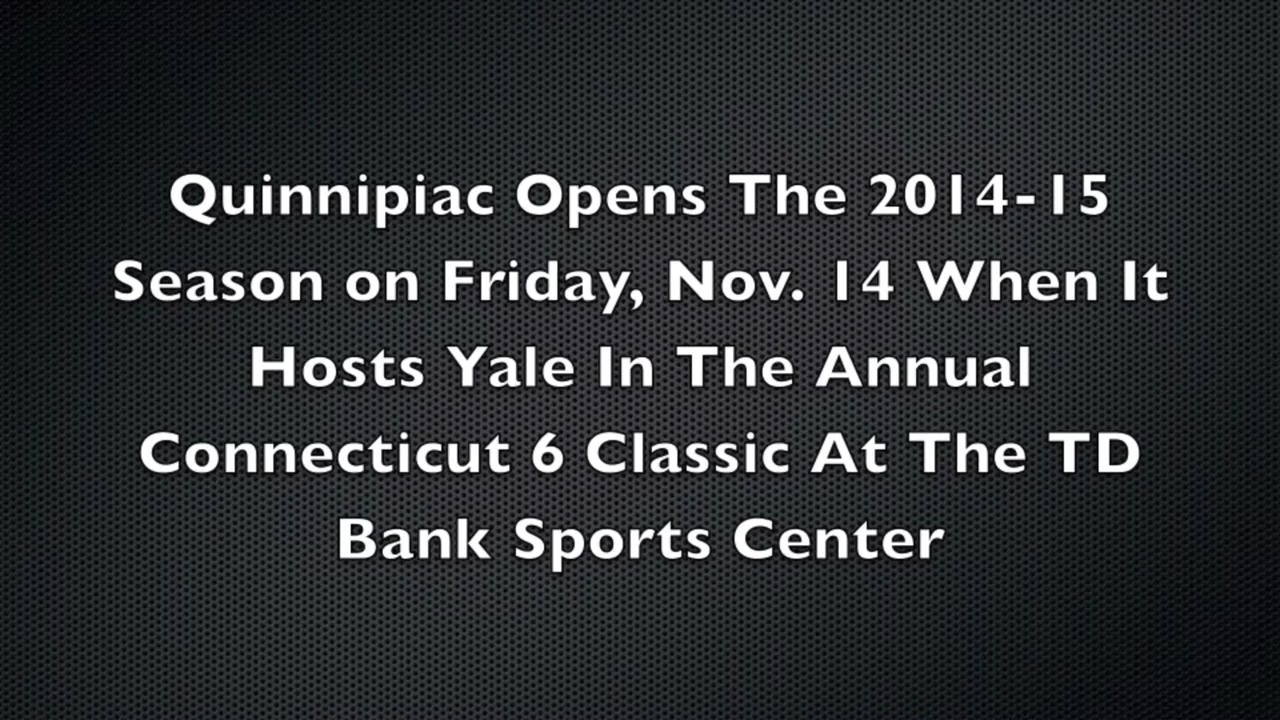 Quinnipiac Opens The 2014-15
Season on Friday, Nov. 14 When It
Hosts Yale In The Annual
Connecticut 6 Classic At The TD
Bank Sports Center